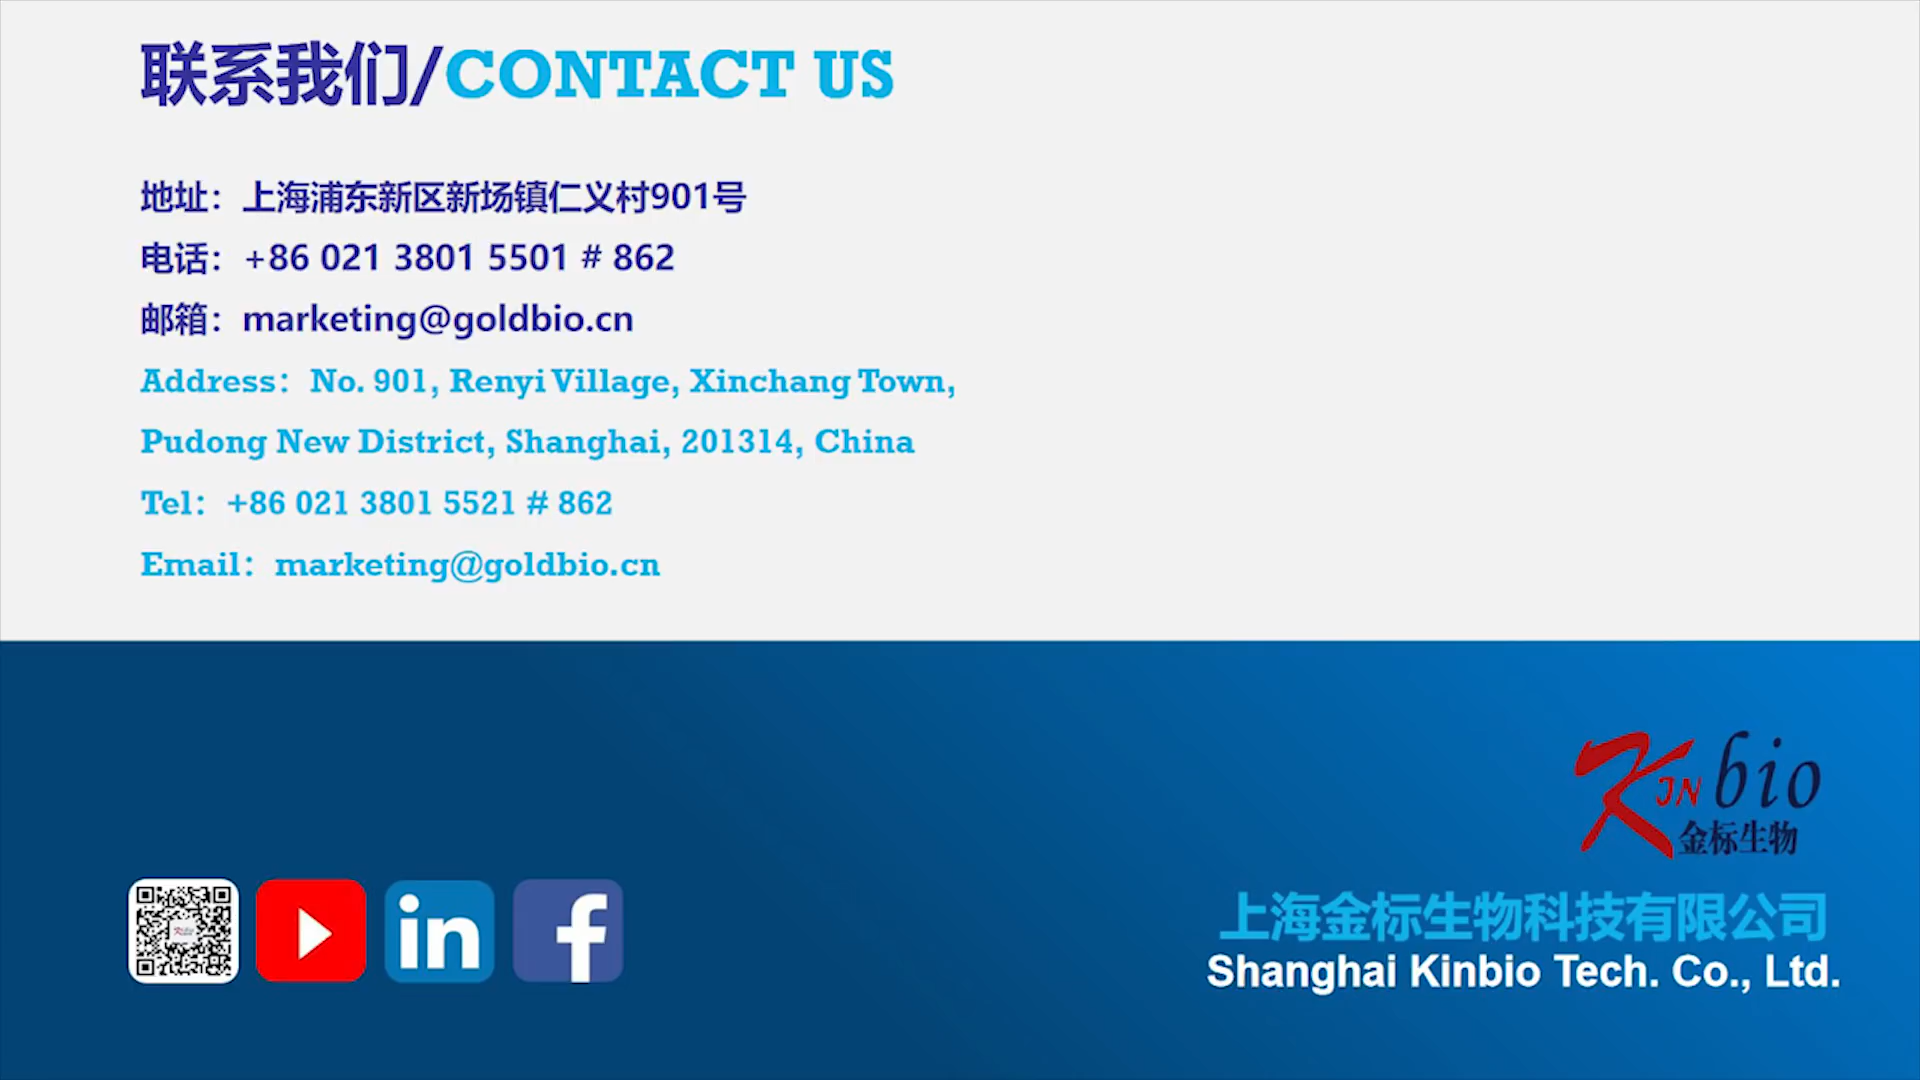 联系我们/CONTACT US
地址：上海浦东新区新场镇仁义村901号
电话：+86 021 3801 5501 # 862
邮箱：marketing@goldbio.cn
Address：No. 901, Renyi Village, Xinchang Town,
Pudong New District, Shanghai, 201314, China
Tel：+86 021 3801 5521 # 862
Email：marketing@goldbio.cn
KINbio
金标生物
in f
上海金标生物科技有限公司
Shanghai Kinbio Tech. Co., Ltd.